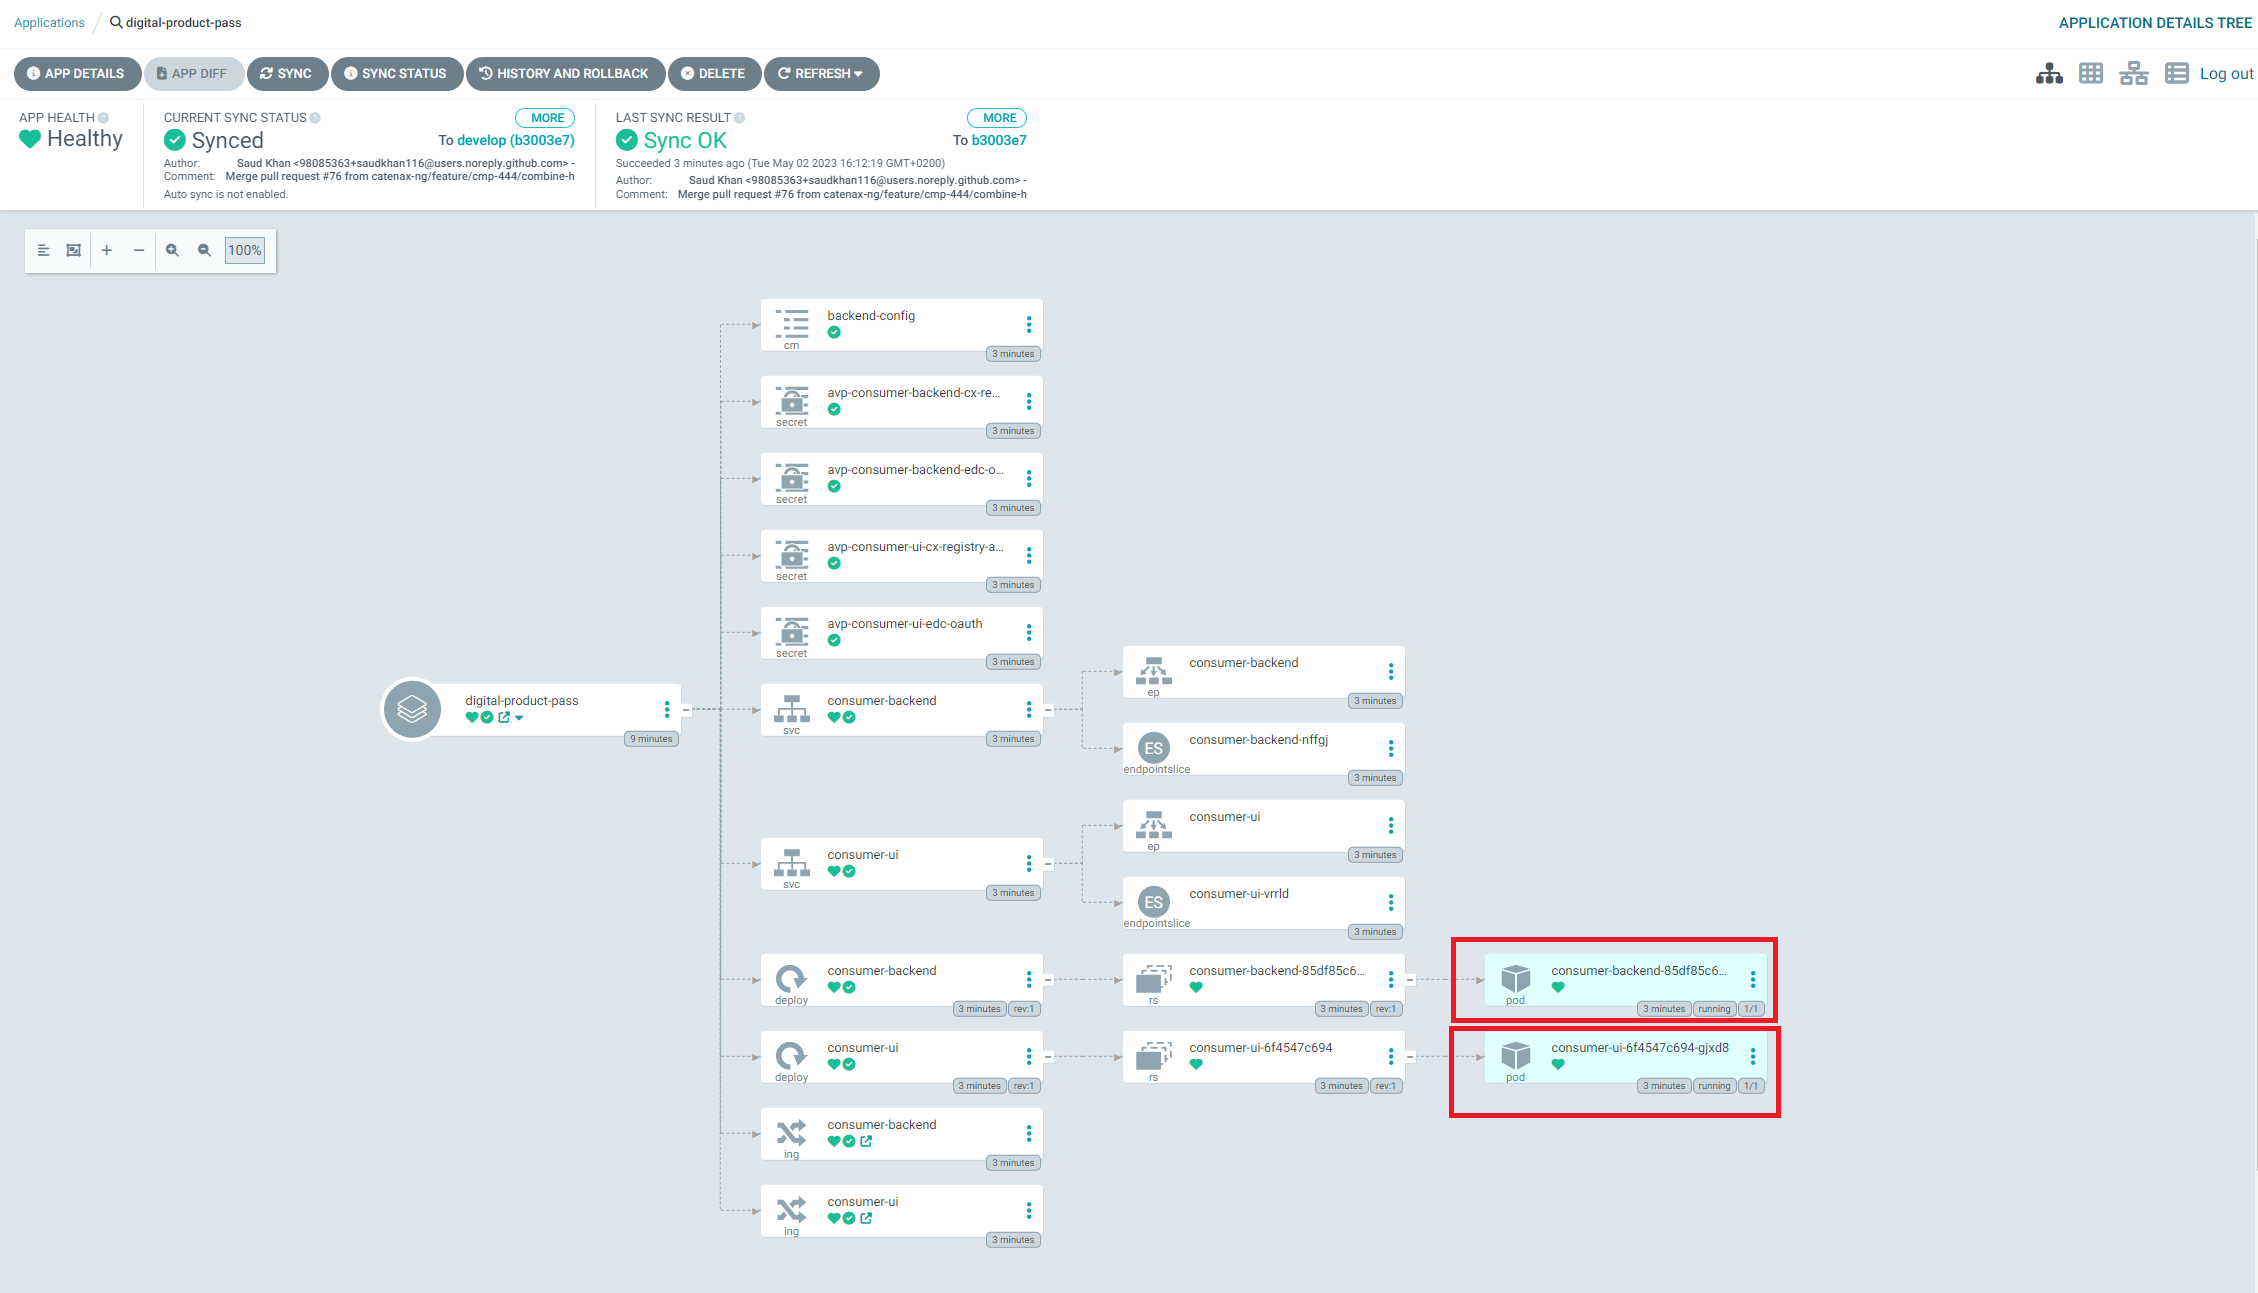 Applications / digital-product-pass
APPLICATION DETAILS TREE
APP DETAILS APP DIFF SYNC SYNC STATUS HISTORY AND ROLLBACK DELETE REFRESH
Log out
APP HEALTH
Healthy
CURRENT SYNC STATUS
MORE
Synced
To develop (b3003e7)
Author: Saud Khan <98085363+saudkhan116@users.noreply.github.com> -
Comment: Merge pull request #76 from catenax-ng/feature/cmp-444/combine-h
Auto sync is not enabled.
LAST SYNC RESULT
MORE
Sync OK
To b3003e7
Succeeded 3 minutes ago (Tue May 02 2023 16:12:19 GMT+0200)
Author: Saud Khan <98085363+saudkhan116@users.noreply.github.com> -
Comment: Merge pull request #76 from catenax-ng/feature/cmp-444/combine-h
100%
digital-product-pass
9 minutes
backend-config
cm
3 minutes
avp-consumer-backend-cx-re...
secret
3 minutes
avp-consumer-backend-edc-o...
secret
3 minutes
avp-consumer-ui-cx-registry-a...
secret
3 minutes
avp-consumer-ui-edc-oauth
secret
3 minutes
consumer-backend
svc
3 minutes
consumer-backend
ep
3 minutes
ES
consumer-backend-nffgj
endpointslice
3 minutes
consumer-ui
svc
3 minutes
consumer-ui
ep
3 minutes
ES
consumer-ui-vrrld
endpointslice
3 minutes
consumer-backend
deploy
3 minutes rev:1
consumer-backend-85df85c6...
rs
3 minutes rev:1
consumer-backend-85df85c6...
pod
3 minutes running 1/1
consumer-ui
deploy
3 minutes rev:1
consumer-ui-6f4547c694
rs
3 minutes rev:1
consumer-ui-6f4547c694-gjxd8
pod
3 minutes running 1/1
consumer-backend
ing
3 minutes
consumer-ui
ing
3 minutes